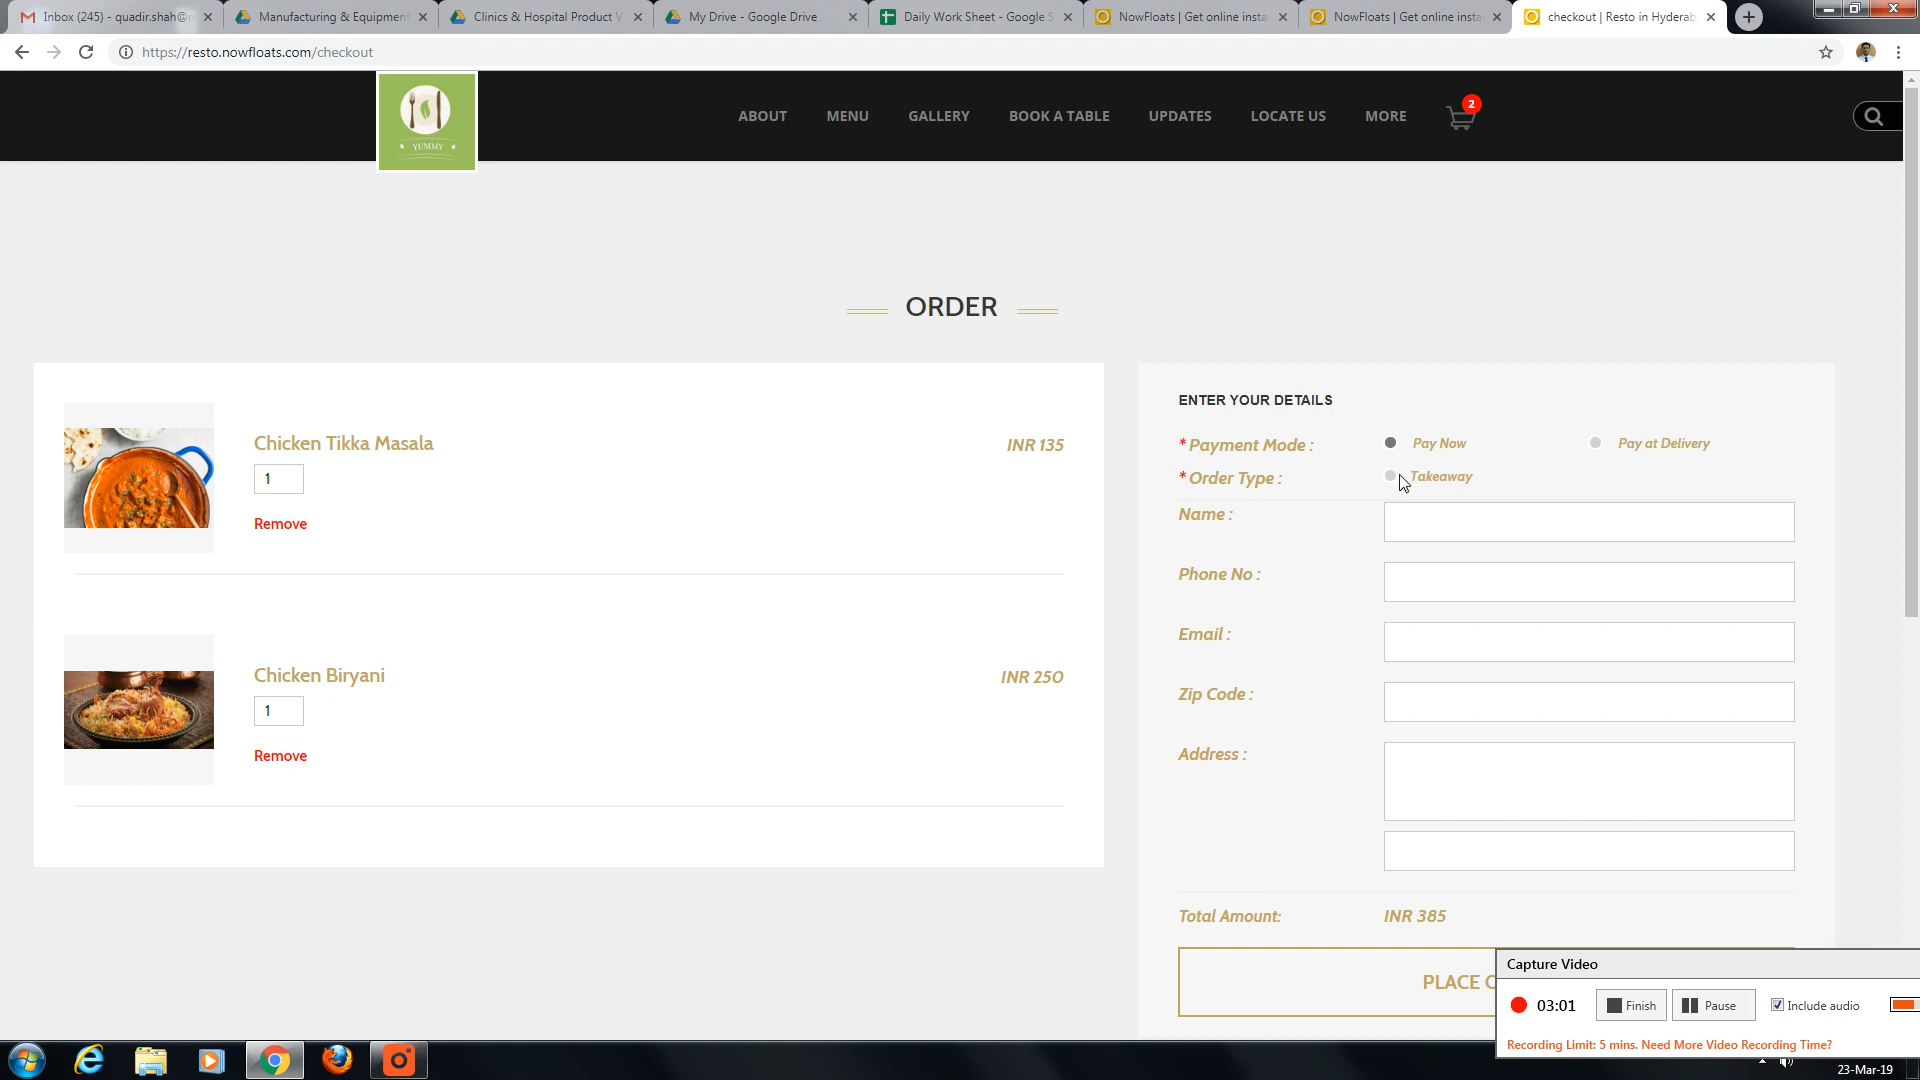 Inbox (245) - quadir.shah@
Manufacturing & Equipment
Clinics & Hospital Product
My Drive - Google Drive
Daily Work Sheet - Google S
NowFloats | Get online insta
NowFloats | Get online insta
checkout | Resto in Hyderab
https://resto.nowfloats.com/checkout
YUMMY
ABOUT
MENU
GALLERY
BOOK A TABLE
UPDATES
LOCATE US
MORE
2
ORDER
Chicken Tikka Masala
INR 135
1
Remove
Chicken Biryani
INR 250
1
Remove
ENTER YOUR DETAILS
* Payment Mode :
Pay Now
Pay at Delivery
* Order Type :
Takeaway
Name :
Phone No :
Email :
Zip Code :
Address :
Total Amount:
INR 385
PLACE
Capture Video
03:01
Finish
Pause
Include audio
Recording Limit: 5 mins. Need More Video Recording Time?
23-Mar-19